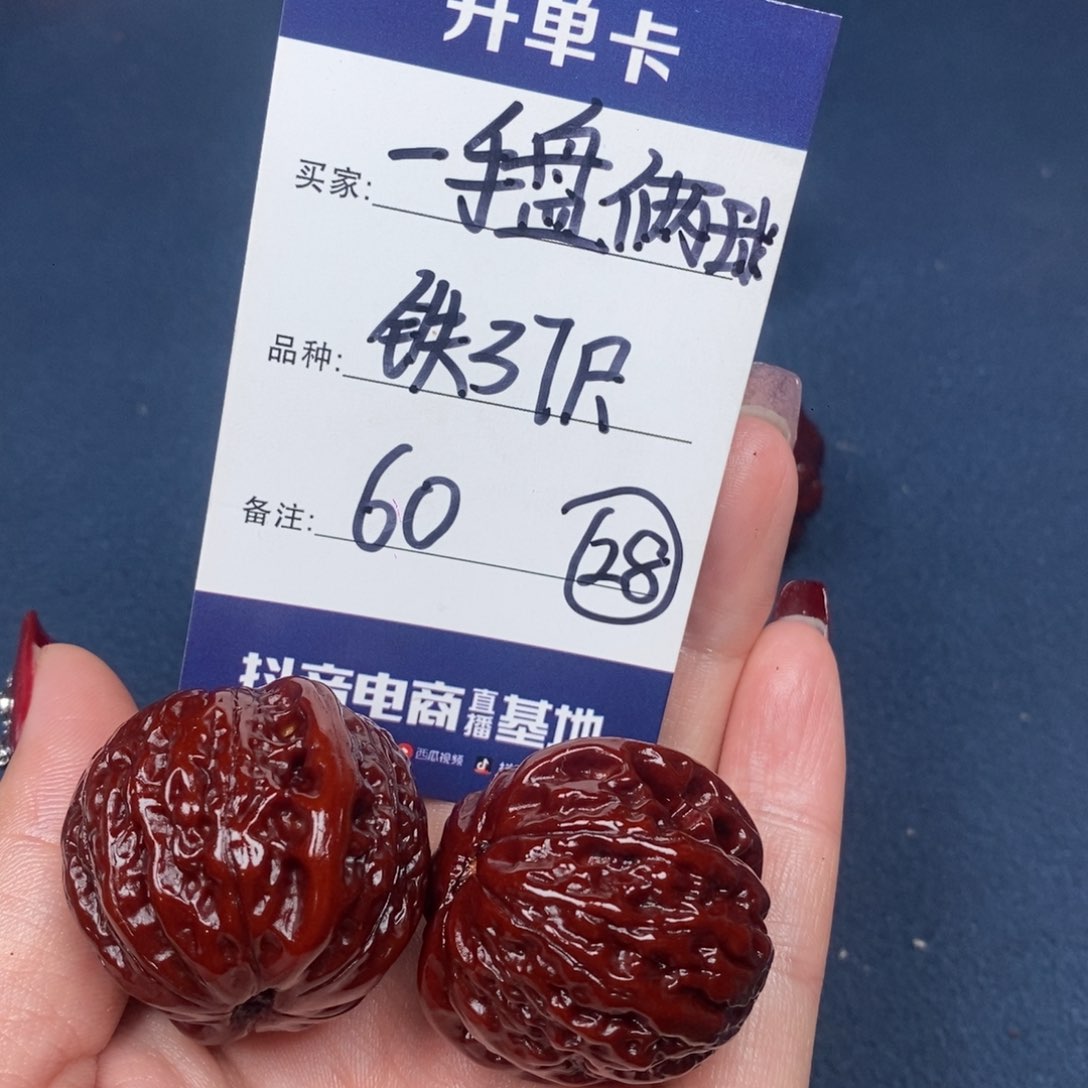 开单卡
买家: 一手盘俩球
品种: 铁37尺
备注: 60 128
抖音电商直播基地
西瓜视频